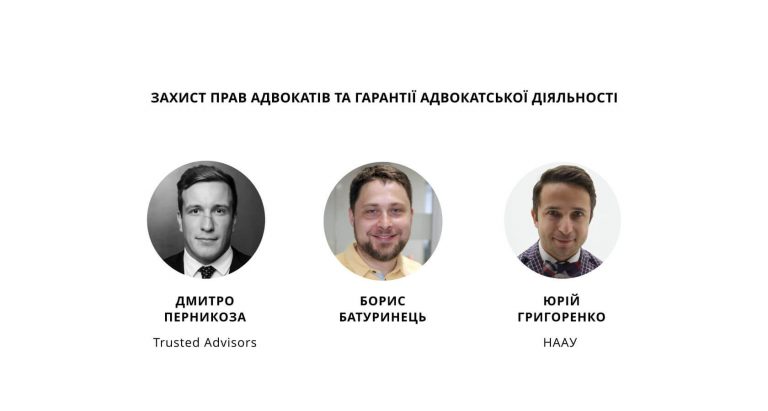 ЗАХИСТ ПРАВ АДВОКАТІВ ТА ГАРАНТІЇ АДВОКАТСЬКОЇ ДІЯЛЬНОСТІ
ДМИТРО
ПЕРНИКОЗА
Trusted Advisors
БОРИС
БАТУРИНЕЦЬ
ЮРІЙ
ГРИГОРЕНКО
НААУ